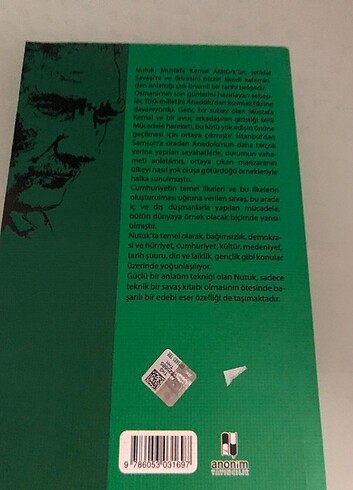 Nutuk, Mustafa Kemal Atatürk'ün, İstiklal
Savaşı'nı ve öncesini bizzat kendi kalemin-
den anlattığı çok önemli bir tarihi belgedir.
Osmanlı'nın son günlerini hazırlayan sebep-
ler, Türk milletini Anadolu'dan kovmak fikrine
dayanıyordu. Genç bir subay olan Mustafa
Kemal ve bir avuç arkadaşının giriştiği Milli
Mücadele hareketi, bu kötü yok edişin önüne
geçilmesi için ortaya çıkmıştır. İstanbul'dan
Samsun'a oradan Anadolu'nun daha birçok
yerine yapılan seyahatlerle, durumun vaha-
meti anlatılmış, ortaya çıkan manzaranın
ülkeyi nasıl yok oluşa götürdüğü örnekleriyle
halka sunulmuştu.
Cumhuriyetin temel ilkeleri ve bu ilkelerin
oluşturulması uğruna verilen savaş, bu arada
iç ve dış düşmanlarla yapılan mücadele,
bütün dünyaya örnek olacak biçimde yansı-
tılmıştır.
Nutuk'ta temel olarak, bağımsızlık, demokra-
si ve hürriyet, cumhuriyet, kültür, medeniyet,
tarih şuuru, din ve laiklik, gençlik gibi konular
üzerinde yoğunlaşılıyor.
Güçlü bir anlatım tekniği olan Nutuk, sadece
teknik bir savaş kitabı olmasının ötesinde ba-
şarılı bir edebi eser özelliği de taşımaktadır.
9 786053 031697
anonim
YAYINCILIK